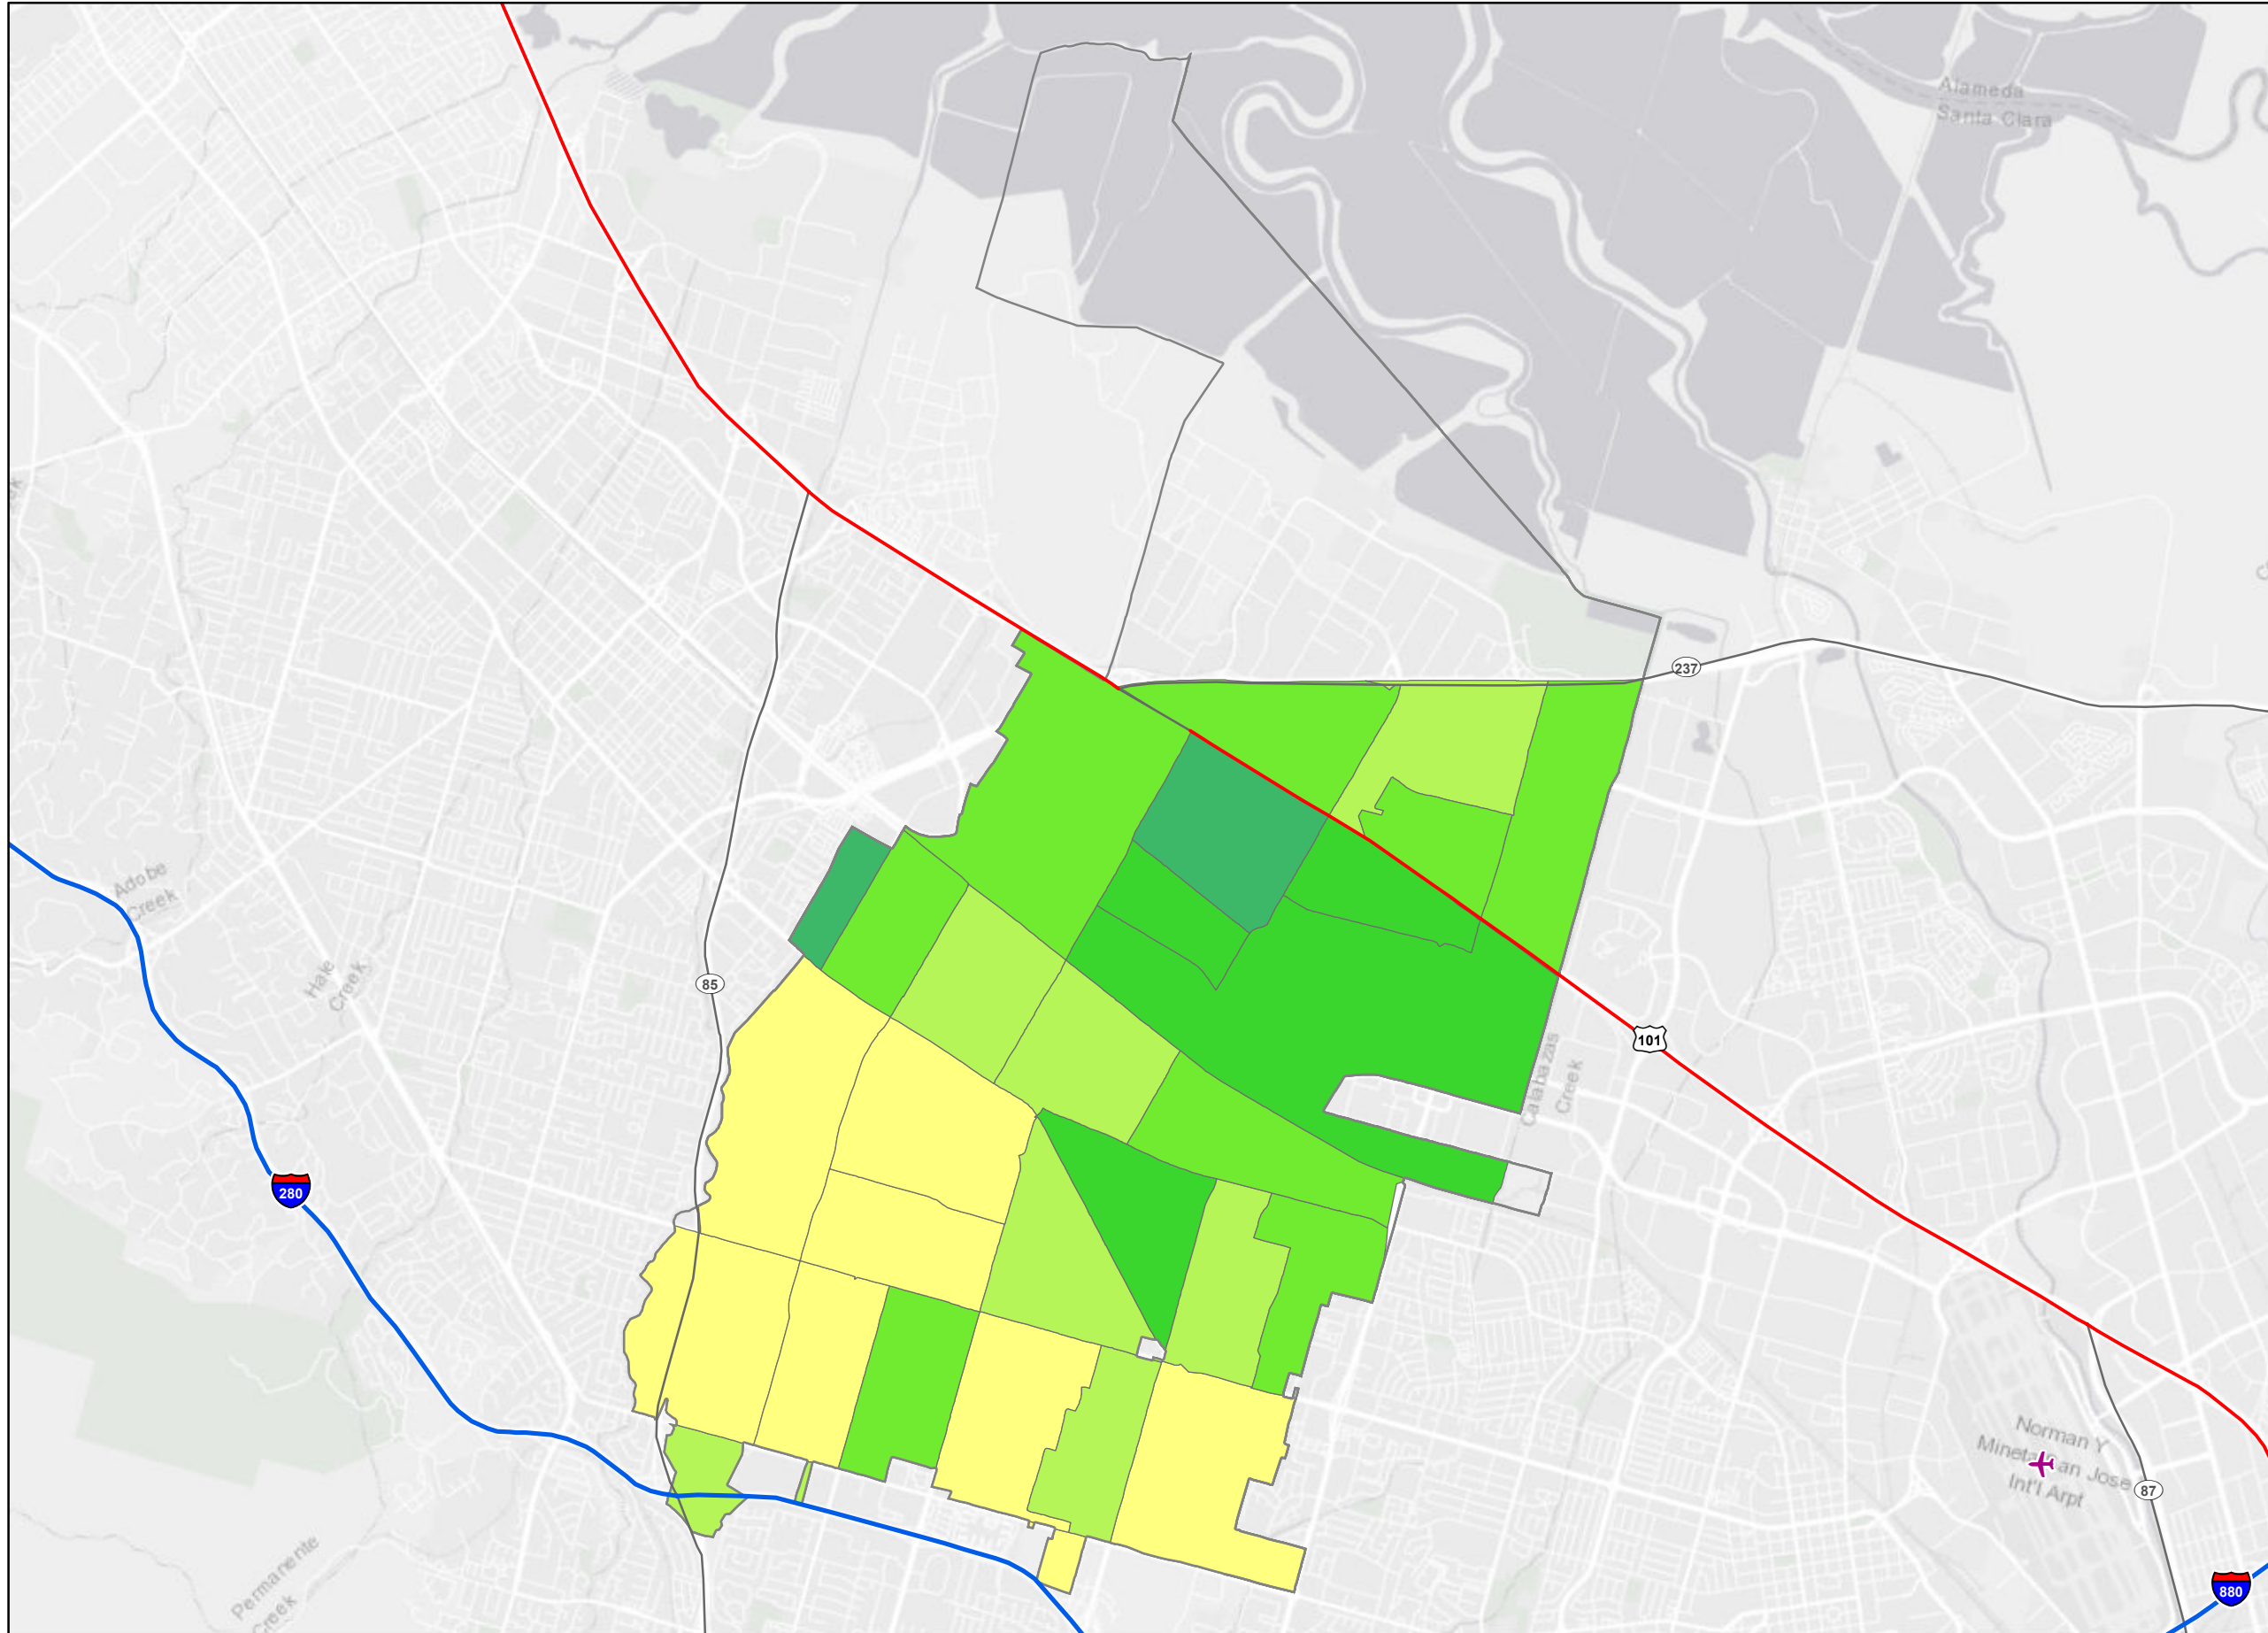 Alameda
Santa Clara
237
Adobe
Creek
Hale
Creek
85
101
Calabazas
Creek
280
Norman Y
Mineta San Jose
Int'l Arpt
87
Permanente
Creek
880